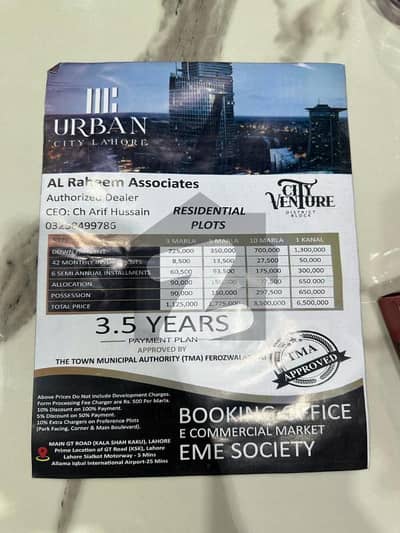 URBAN
CITY LAHORE
AL Raheem Associates
Authorized Dealer
CEO: Ch Arif Hussain
03258499786
RESIDENTIAL
PLOTS
CITY
VENTURE
DISTRICT
BLOCK
3 MARLA 5 MARLA 10 MARLA 1 KANAL
DOWN 225,000 350,000 700,000 1,300,000
42 MONTHLY 8,500 13,500 27,500 50,000
6 SEMI ANNUAL INSTALLMENTS 60,500 93,500 175,000 300,000
ALLOCATION 90,000 650,000
POSSESSION 90,000 650,000
TOTAL PRICE 1,125,000 1,775,000 3,500,000 6,500,000
3.5 YEARS
PAYMENT PLAN
APPROVED BY
THE TOWN MUNICIPAL AUTHORITY (TMA) FEROZWALA
TMA
APPROVED
Above Prices Do Not Include Development Charges.
Form Processing Fee Charger are Rs. 500 Per Marla.
10% Discount on 100% Payment.
5% Discount on 50% Payment.
10% Extra Chargers on Preference Plots
(Park Facing, Corner & Main Boulevard).
BOOKING OFFICE
E COMMERCIAL MARKET
EME SOCIETY
MAIN GT ROAD (KALA SHAH KAKU), LAHORE
Prime Location of GT Road (KSK), Lahore
Lahore Sialkot Motorway - 5 Mins
Allama Iqbal International Airport-25 Mins